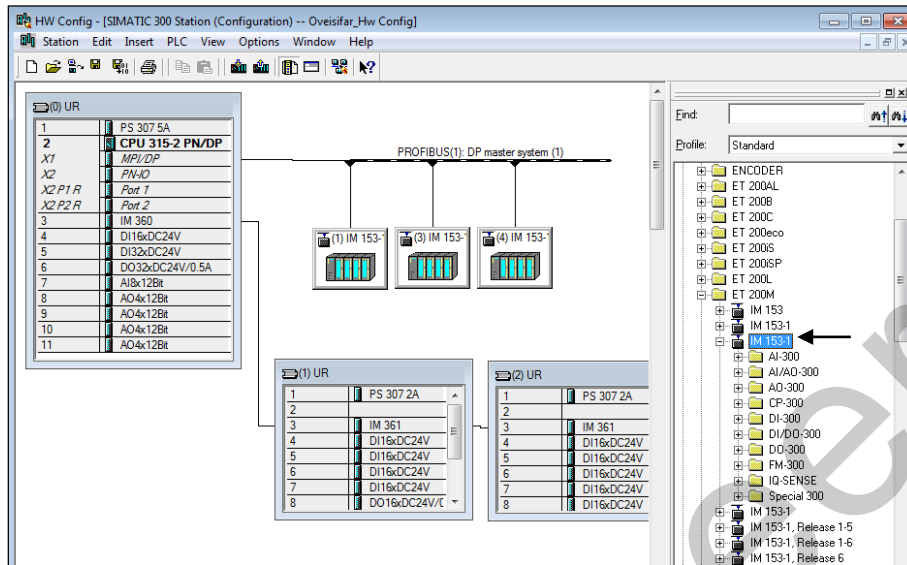 HW Config - [SIMATIC 300 Station (Configuration) -- Oveisifar_Hw Config]
Station Edit Insert PLC View Options Window Help
(0) UR
1 PS 307 5A
2 CPU 315-2 PN/DP
X1 MPI/DP
X2 PN-IO
X2 P1 R Port 1
X2 P2 R Port 2
3 IM 360
4 DI16xDC24V
5 DI32xDC24V
6 DO32xDC24V/0.5A
7 AI8x12Bit
8 AO4x12Bit
9 AO4x12Bit
10 AO4x12Bit
11 AO4x12Bit
PROFIBUS(1): DP master system (1)
(1) IM 153-1
(3) IM 153-1
(4) IM 153-1
(1) UR
1 PS 307 2A
2
3 IM 361
4 DI16xDC24V
5 DI16xDC24V
6 DI16xDC24V
7 DI16xDC24V
8 DO16xDC24V/0
(2) UR
1 PS 307 2A
2
3 IM 361
4 DI16xDC24V
5 DI16xDC24V
6 DI16xDC24V
7 DI16xDC24V
8 DI16xDC24V
Find:
Profile: Standard
ENCODER
ET 200AL
ET 200B
ET 200C
ET 200eco
ET 200iS
ET 200iSP
ET 200L
ET 200M
IM 153
IM 153-1
IM 153-1
AI-300
AI/AO-300
AO-300
CP-300
DI-300
DI/DO-300
DO-300
FM-300
IQ-SENSE
Special 300
IM 153-1
IM 153-1, Release 1-5
IM 153-1, Release 1-6
IM 153-1, Release 6